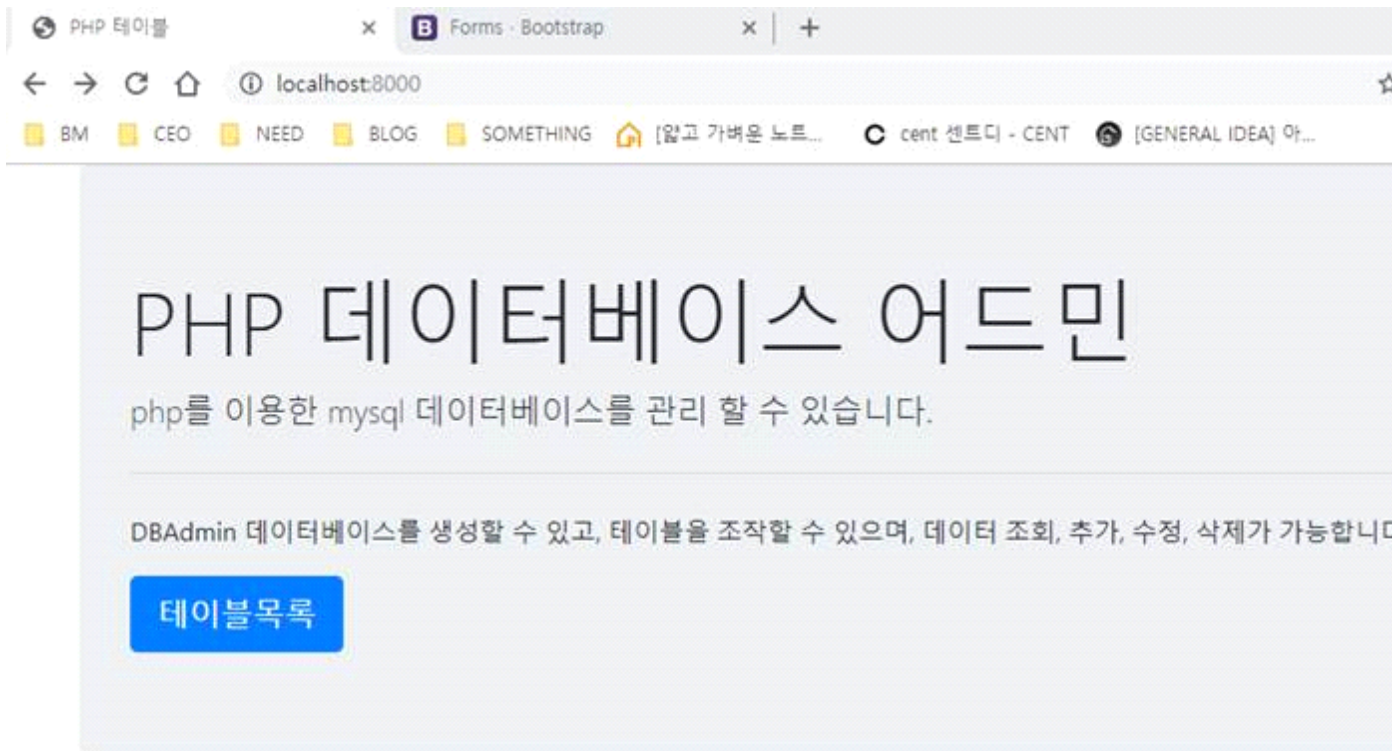 PHP 테이블
Forms · Bootstrap
localhost:8000
BM CEO NEED BLOG SOMETHING [얇고 가벼운 노트... cent 센트디 - CENT [GENERAL IDEA] 아...
PHP 데이터베이스 어드민
php를 이용한 mysql 데이터베이스를 관리 할 수 있습니다.
DBAdmin 데이터베이스를 생성할 수 있고, 테이블을 조작할 수 있으며, 데이터 조회, 추가, 수정, 삭제가 가능합니
테이블목록